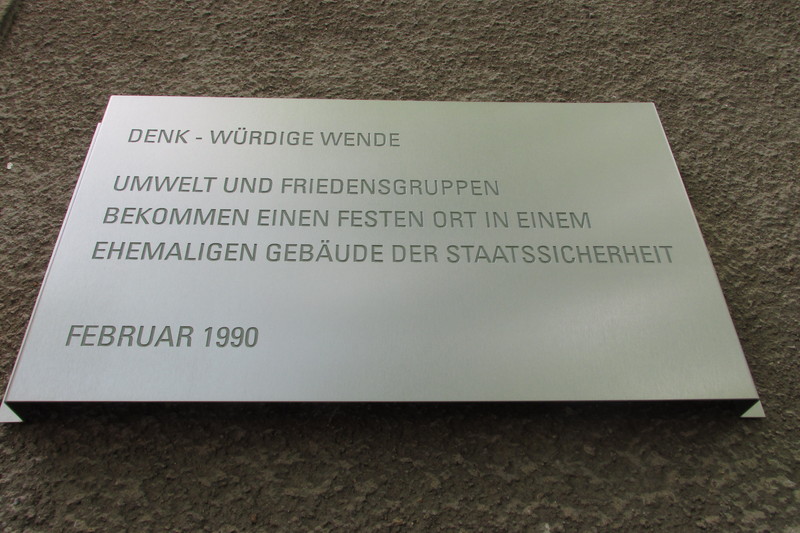 DENK - WÜRDIGE WENDE
UMWELT UND FRIEDENSGRUPPEN
BEKOMMEN EINEN FESTEN ORT IN EINEM
EHEMALIGEN GEBÄUDE DER STAATSSICHERHEIT
FEBRUAR 1990